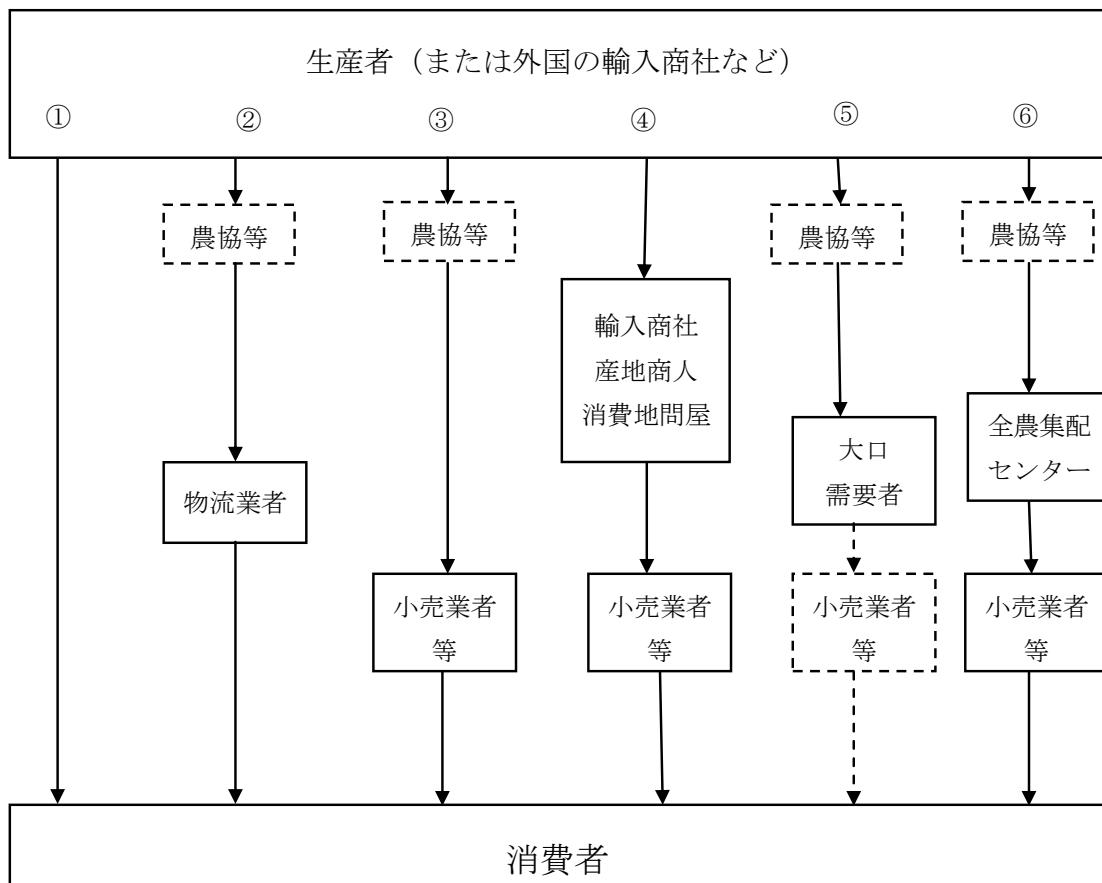 生産者（または外国の輸入商社など）
①
②
③
④
⑤
⑥
農協等
農協等
農協等
農協等
輸入商社
産地商人
消費地問屋
全農集配
センター
大口
需要者
物流業者
小売業者
等
小売業者
等
小売業者
等
小売業者
等
消費者